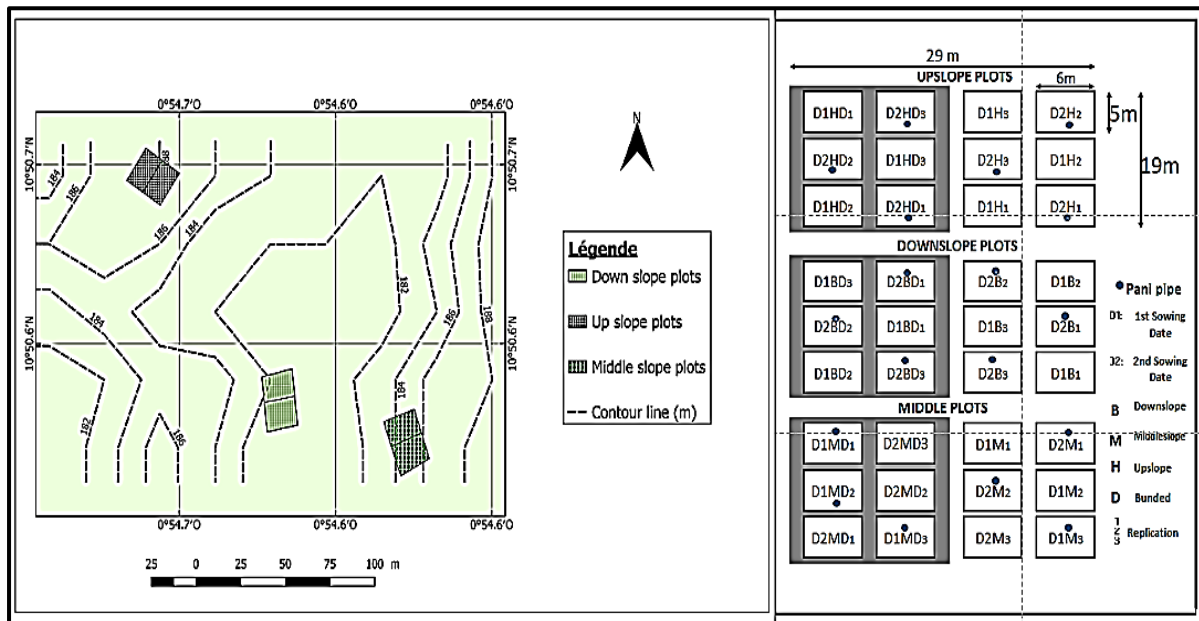 0°54.7'O
0°54.6'O
0°54.6'O
10°50.7'N
10°50.7'N
184
186
188
186
184
182
186
188
10°50.6'N
10°50.6'N
184
184
182
186
0°54.7'O
0°54.6'O
0°54.6'O
25 0 25 50 75 100 m
N
Légende
Down slope plots
Up slope plots
Middle slope plots
Contour line (m)
29 m
UPSLOPE PLOTS
6m
D1HD1 D2HD3 D1H3 D2H2
5m
D2HD2 D1HD3 D2H3 D1H2
19m
D1HD2 D2HD1 D1H1 D2H1
DOWNSLOPE PLOTS
D1BD3 D2BD1 D2B2 D1B2
D2BD2 D1BD1 D1B3 D2B1
D1BD2 D2BD3 D2B3 D1B1
MIDDLE PLOTS
D1MD1 D2MD3 D1M1 D2M1
D1MD2 D2MD2 D2M2 D1M2
D2MD1 D1MD3 D2M3 D1M3
Pani pipe
D1: 1st Sowing
Date
D2: 2nd Sowing
Date
B Downslope
M Middleslope
H Upslope
D Bunded
1
2
3
Replication